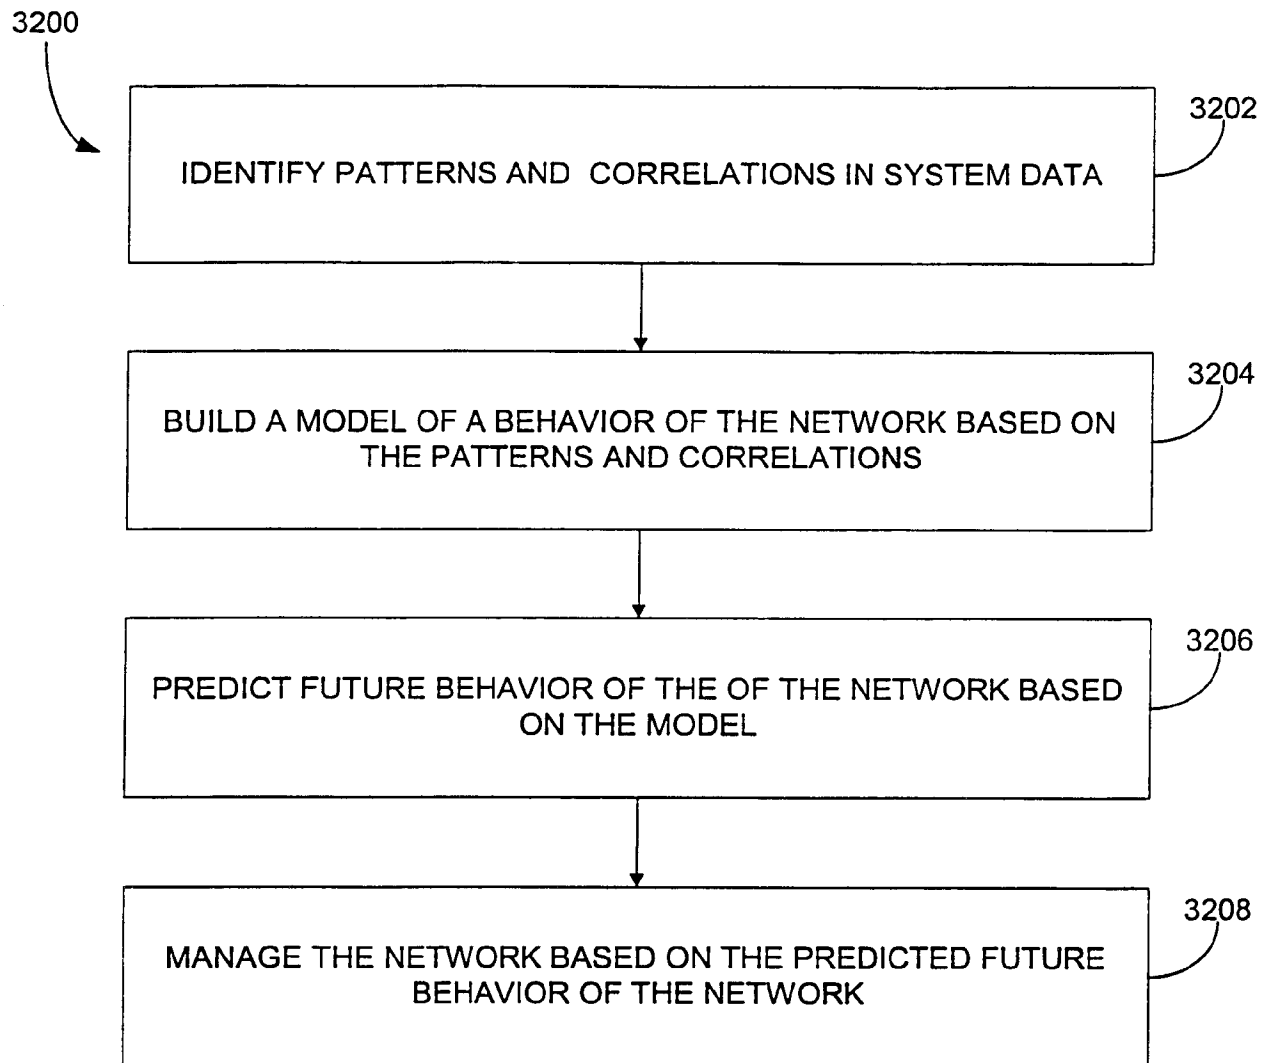 3200
3202
IDENTIFY PATTERNS AND CORRELATIONS IN SYSTEM DATA
3204
BUILD A MODEL OF A BEHAVIOR OF THE NETWORK BASED ON
THE PATTERNS AND CORRELATIONS
3206
PREDICT FUTURE BEHAVIOR OF THE OF THE NETWORK BASED
ON THE MODEL
3208
MANAGE THE NETWORK BASED ON THE PREDICTED FUTURE
BEHAVIOR OF THE NETWORK